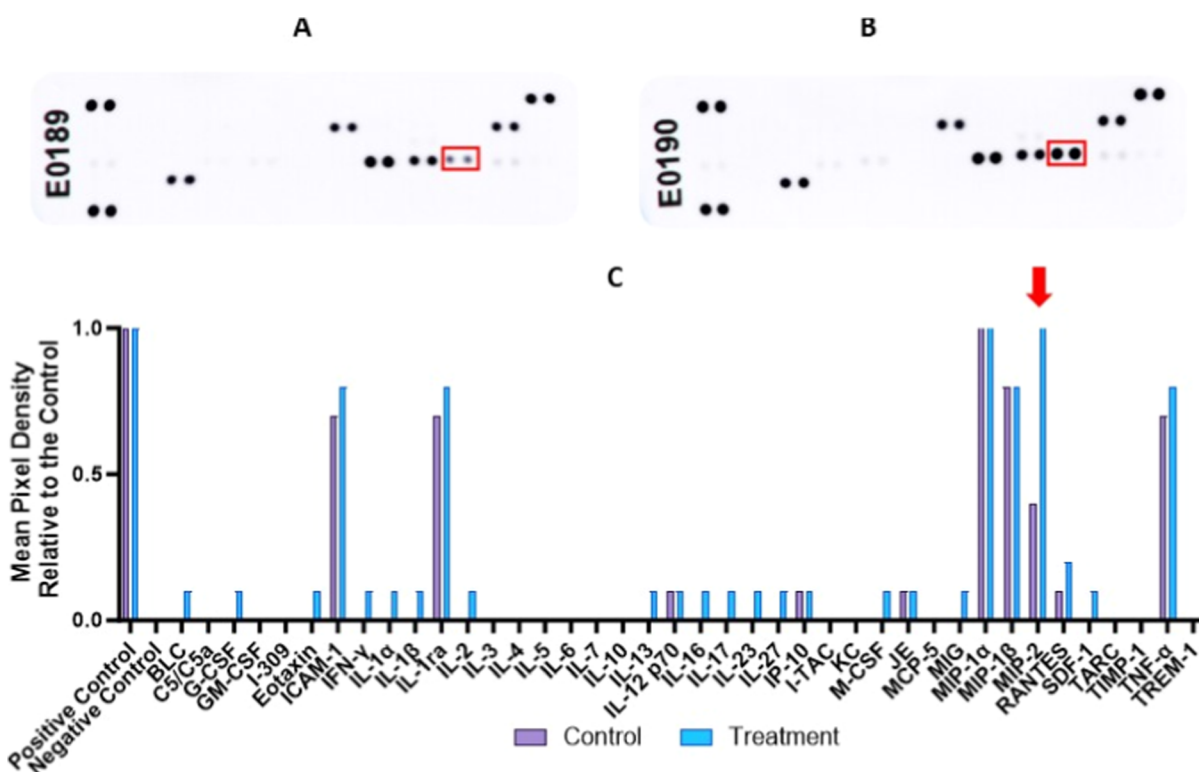 A
B
E0189
E0190
C
Mean Pixel Density
Relative to the Control
1.0
0.5
0.0
Positive Control
Negative Control
BLC
C5/C5a
G-CSF
GM-CSF
I-309
Eotaxin
ICAM-1
IFN-γ
IL-1α
IL-1β
IL-1ra
IL-2
IL-3
IL-4
IL-5
IL-6
IL-7
IL-10
IL-13
IL-12 p70
IL-16
IL-17
IL-23
IL-27
IP-10
I-TAC
KC
M-CSF
JE
MCP-5
MIG
MIP-1α
MIP-1β
MIP-2
RANTES
SDF-1
TARC
TIMP-1
TNF-α
TREM-1
Control
Treatment